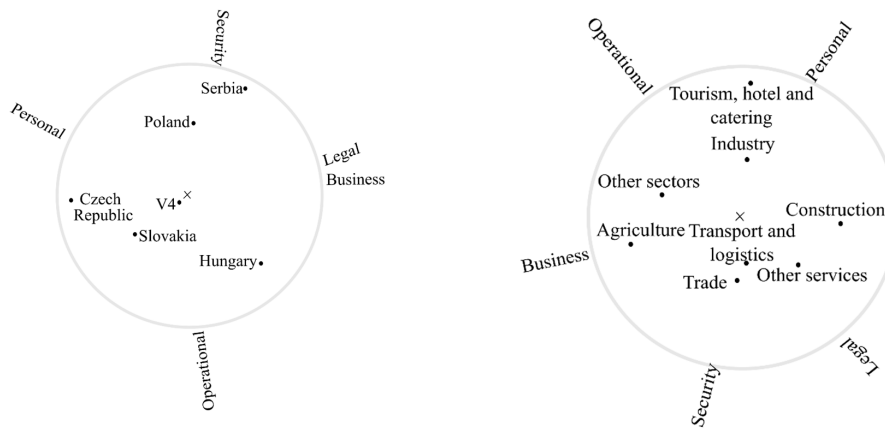 Security
Serbia
Personal
Poland
Legal
Business
Czech
Republic
V4
Slovakia
Hungary
Operational
Operational
Personal
Tourism, hotel and
catering
Industry
Other sectors
Construction
Agriculture
Transport and
logistics
Business
Other services
Trade
Legal
Security